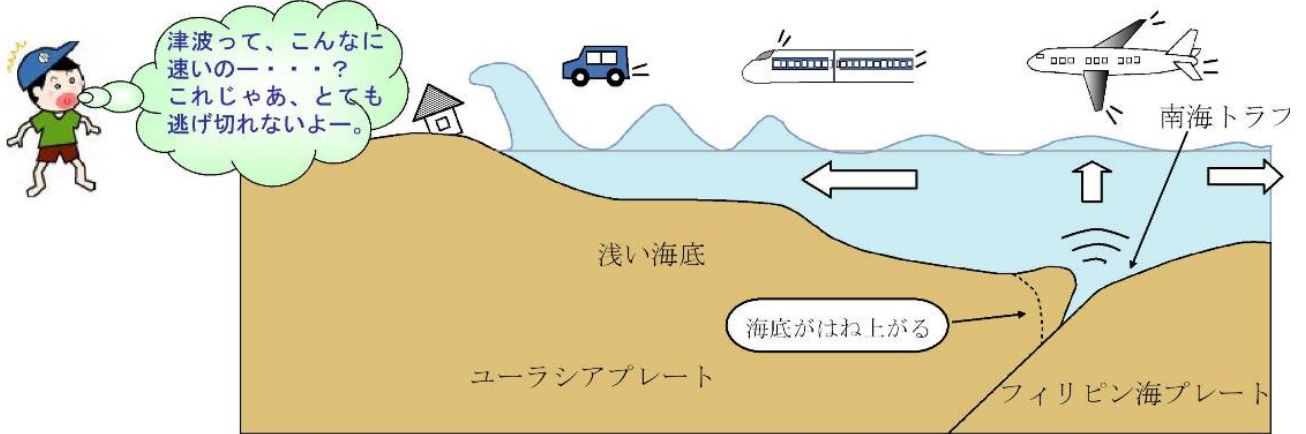 津波って、こんなに
速いのー・・・？
これじゃあ、とても
逃げ切れないよー。
南海トラフ
浅い海底
海底がはね上がる
ユーラシアプレート
フィリピン海プレート